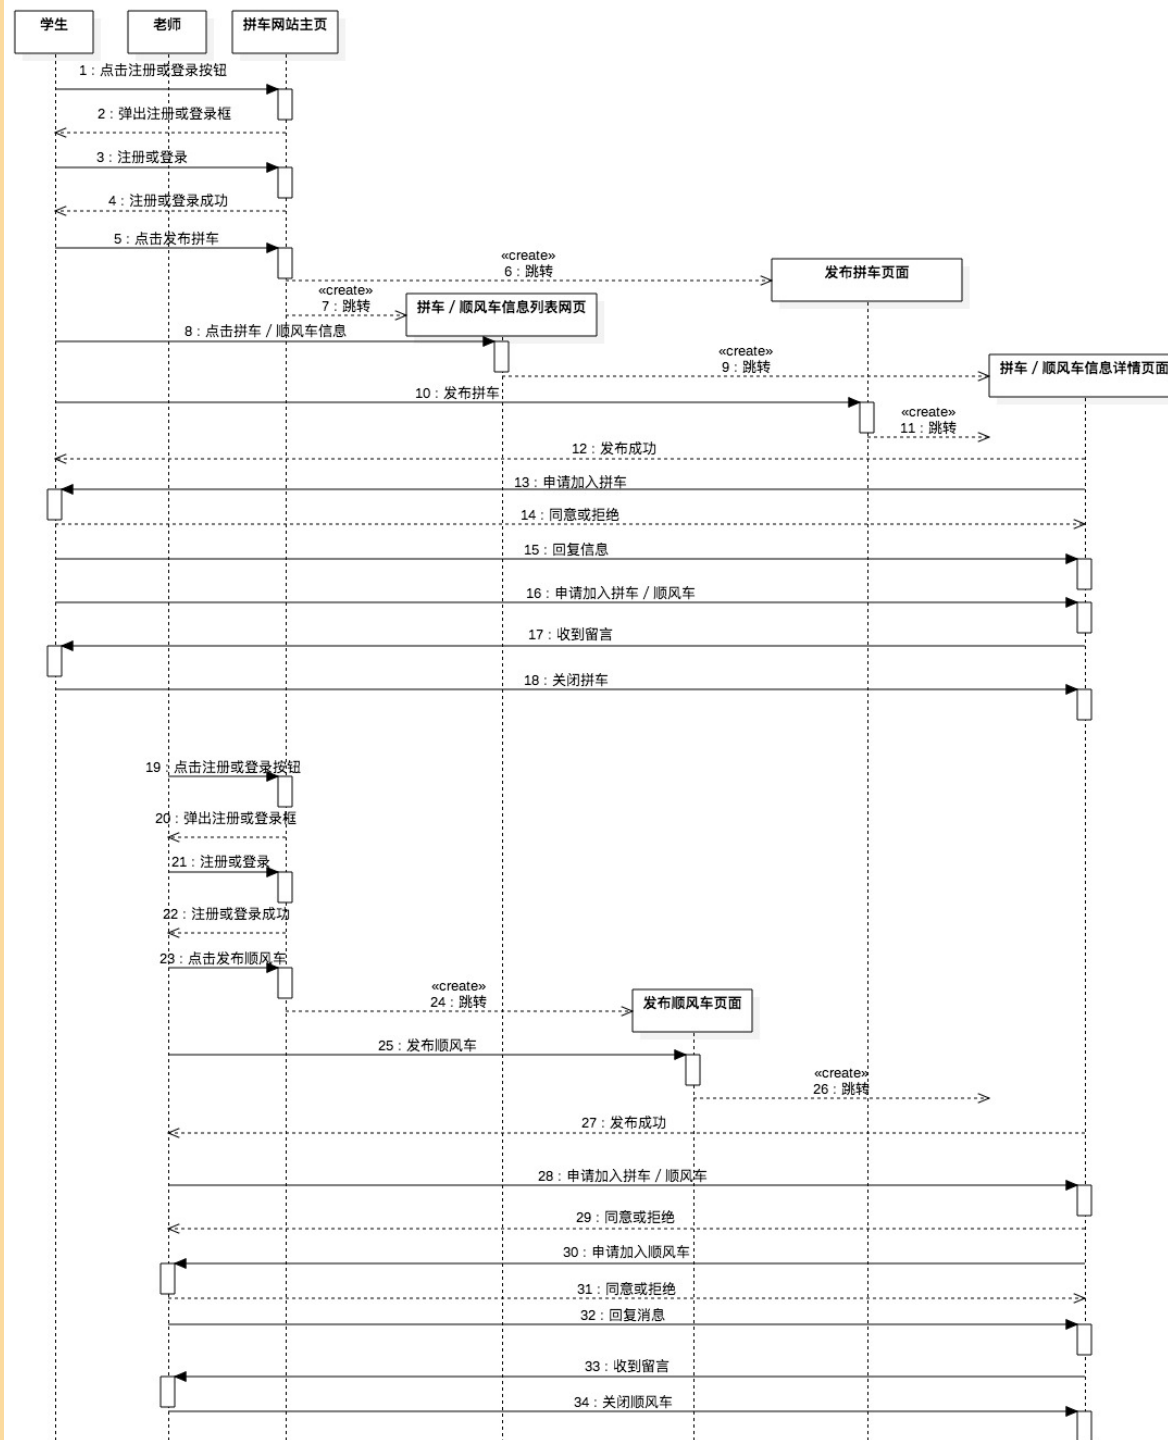 学生
老师
拼车网站主页
1 : 点击注册或登录按钮
2 : 弹出注册或登录框
3 : 注册或登录
4 : 注册或登录成功
5 : 点击发布拼车
«create»
6 : 跳转
发布拼车页面
«create»
7 : 跳转
拼车 / 顺风车信息列表网页
8 : 点击拼车 / 顺风车信息
«create»
9 : 跳转
拼车 / 顺风车信息详情页面
10 : 发布拼车
«create»
11 : 跳转
12 : 发布成功
13 : 申请加入拼车
14 : 同意或拒绝
15 : 回复信息
16 : 申请加入拼车 / 顺风车
17 : 收到留言
18 : 关闭拼车
19 : 点击注册或登录按钮
20 : 弹出注册或登录框
21 : 注册或登录
22 : 注册或登录成功
23 : 点击发布顺风车
«create»
24 : 跳转
发布顺风车页面
25 : 发布顺风车
«create»
26 : 跳转
27 : 发布成功
28 : 申请加入拼车 / 顺风车
29 : 同意或拒绝
30 : 申请加入顺风车
31 : 同意或拒绝
32 : 回复消息
33 : 收到留言
34 : 关闭顺风车